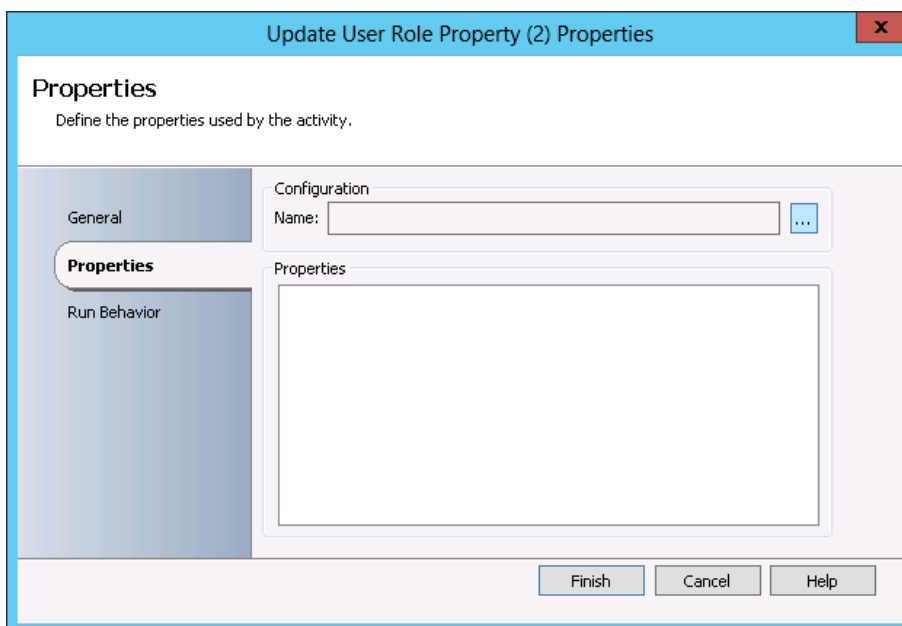 Update User Role Property (2) Properties
x
Properties
Define the properties used by the activity.
General
Properties
Run Behavior
Configuration
Name:
...
Properties
Finish
Cancel
Help